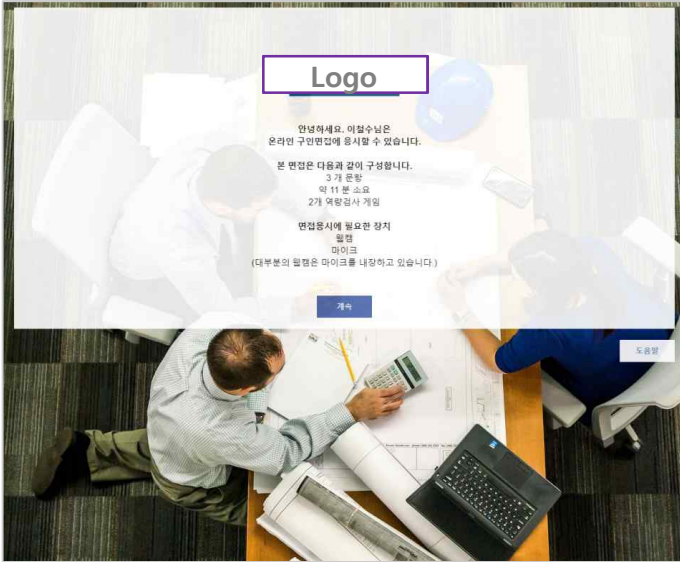 Logo
안녕하세요. 이철수님은
온라인 구인면접에 응시할 수 있습니다.
본 면접은 다음과 같이 구성합니다.
3 개 문항
약 11 분 소요
2개 역량검사 게임
면접응시에 필요한 장치
웹캠
마이크
(대부분의 웹캠은 마이크를 내장하고 있습니다.)
계속
도움말